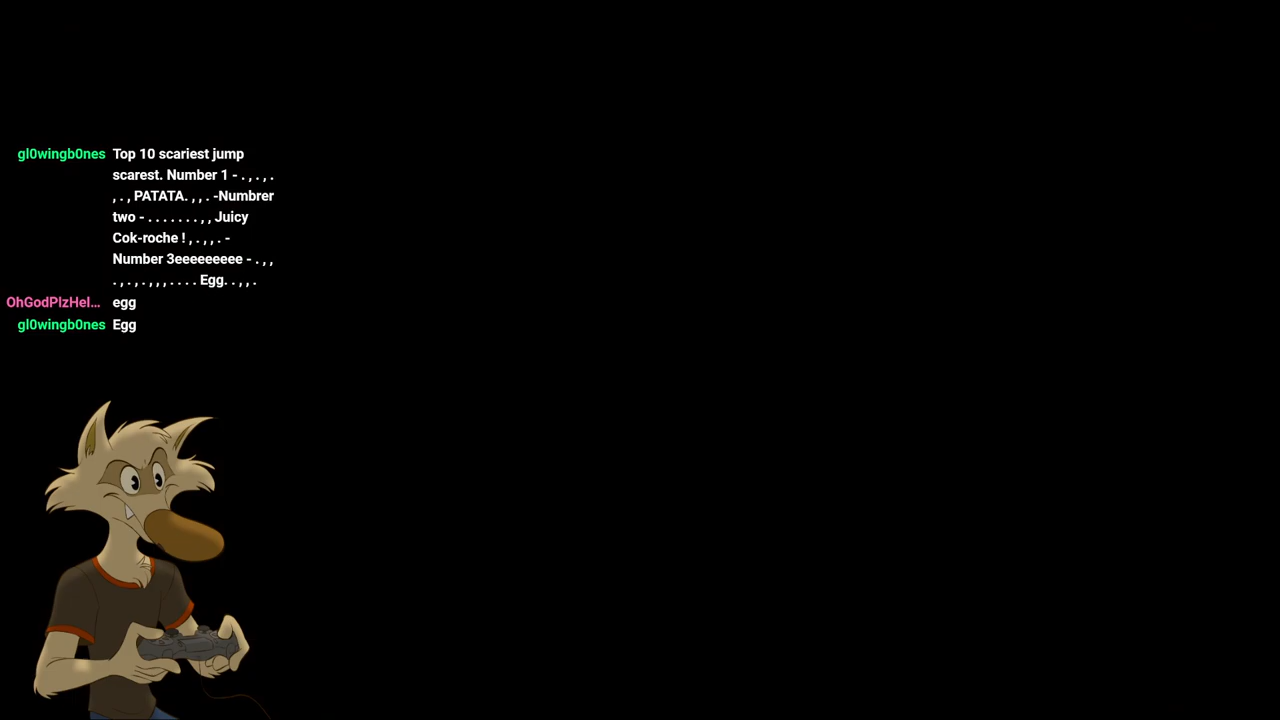 gl0wingb0nes Top 10 scariest jump
scarest. Number 1 - . , . , .
, . , PATATA. , , . -Numbrer
two - . . . . . . . , , Juicy
Cok-roche ! , . , , . -
Number 3eeeeeeeee - . , ,
. , . , . , , , . . . . Egg. . , , .
OhGodPlzHel... egg
gl0wingb0nes Egg